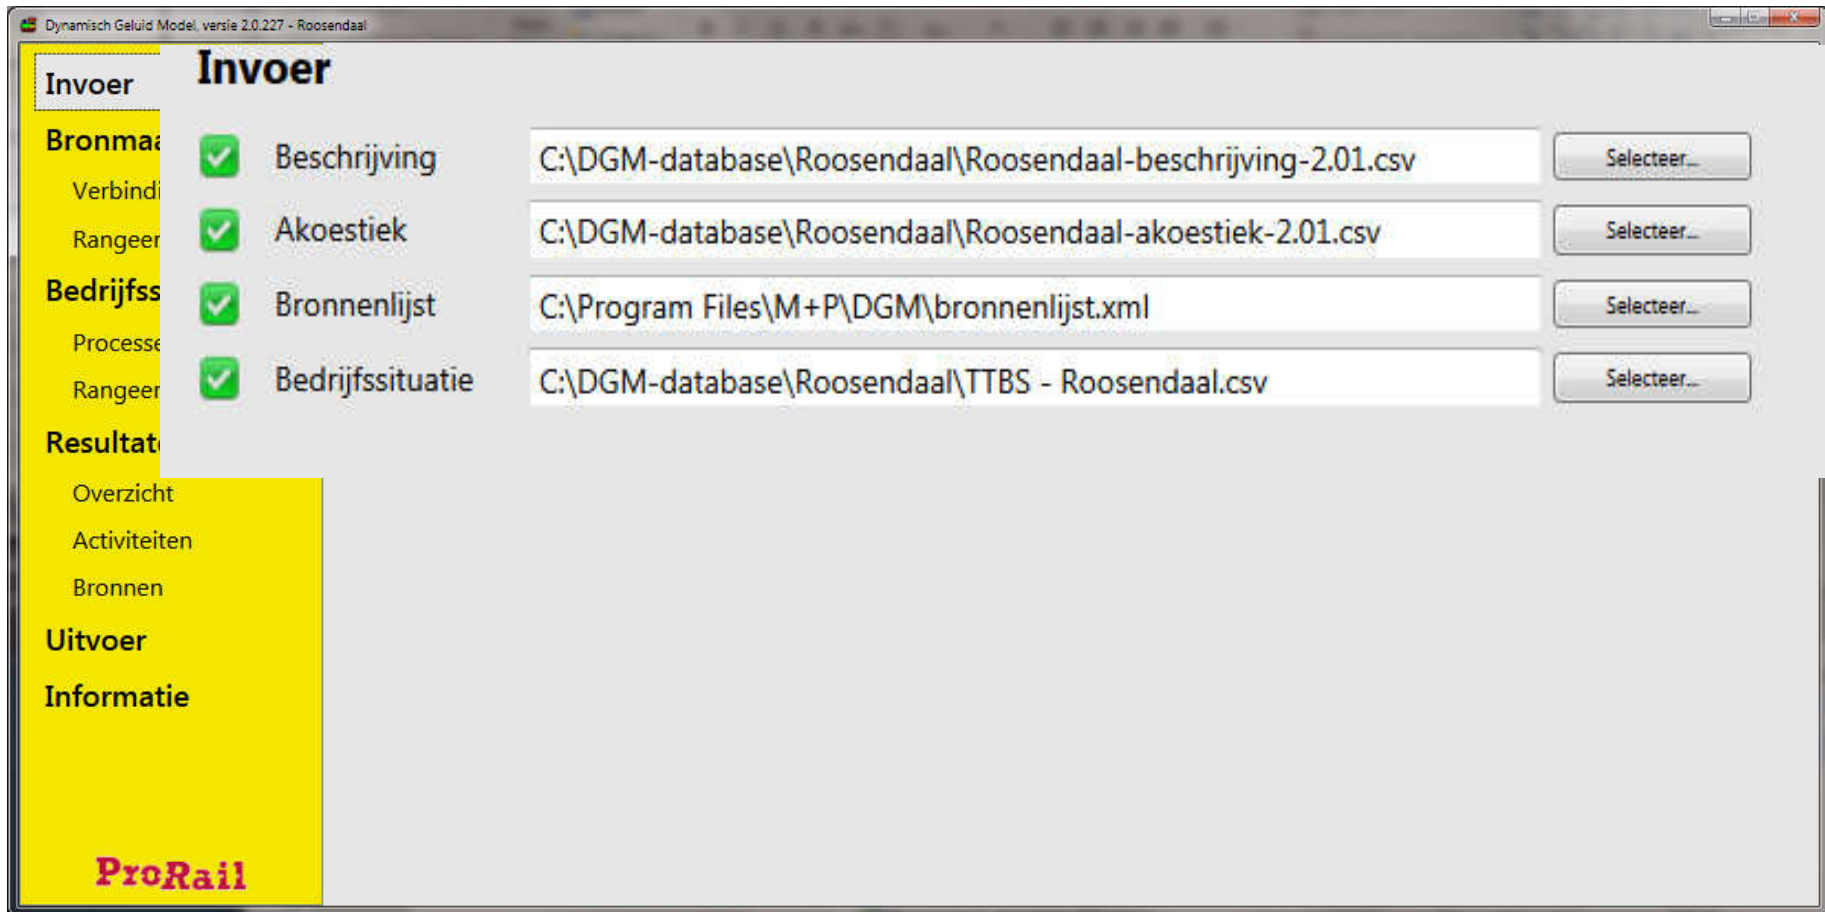 Dynamisch Geluid Model, versie 2.0.227 - Roosendaal
Invoer
Bronmaa
Verbindi
Rangeer
Bedrijfss
Processe
Rangeer
Resultat
Overzicht
Activiteiten
Bronnen
Uitvoer
Informatie
ProRail
Invoer
Beschrijving C:\DGM-database\Roosendaal\Roosendaal-beschrijving-2.01.csv Selecteer...
Akoestiek C:\DGM-database\Roosendaal\Roosendaal-akoestiek-2.01.csv Selecteer...
Bronnenlijst C:\Program Files\M+P\DGM\bronnenlijst.xml Selecteer...
Bedrijfssituatie C:\DGM-database\Roosendaal\TTBS - Roosendaal.csv Selecteer...